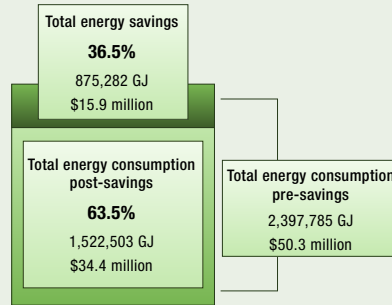 Total energy savings
36.5%
875,282 GJ
$15.9 million
Total energy consumption
post-savings
63.5%
1,522,503 GJ
$34.4 million
Total energy consumption
pre-savings
2,397,785 GJ
$50.3 million